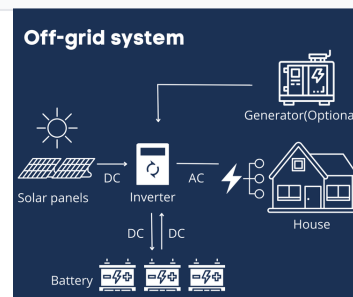 Off-grid system
Generator(Optiona
DC
AC
Solar panels
Inverter
House
DC
DC
Battery